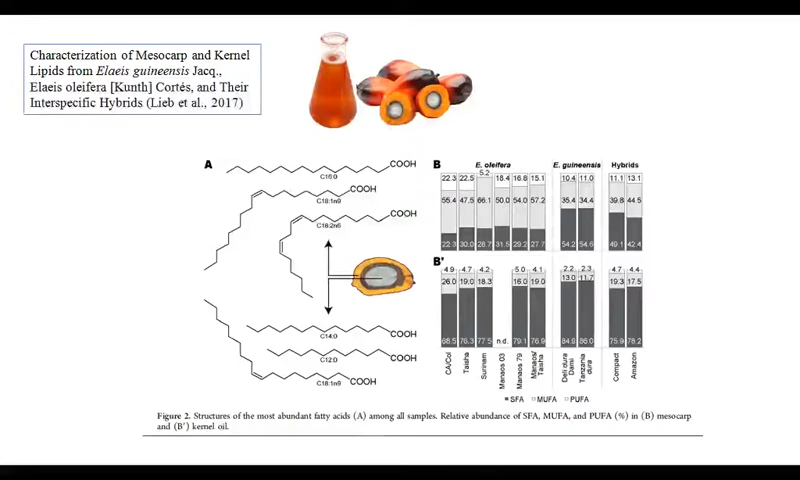 Characterization of Mesocarp and Kernel
Lipids from Elaeis guineensis Jacq.,
Elaeis oleifera [Kunth] Cortés, and Their
Interspecific Hybrids (Lieb et al., 2017)
A
COOH
C16:0
COOH
C18:1n9
COOH
C18:2n6
COOH
C14:0
COOH
C12:0
COOH
C18:1n9
B E. oleifera E. guineensis Hybrids
22.3 22.5 5.2 18.4 16.8 15.1 10.4 11.0 11.1 13.1
55.4 47.5 66.1 50.0 54.0 57.2 35.4 34.4 39.8 44.5
22.3 30.0 28.7 31.5 29.2 27.7 54.2 54.6 49.1 42.4
B'
4.9 4.7 4.2 5.0 4.1 2.2 2.3 4.7 4.4
26.0 19.0 18.3 16.0 19.0 13.0 11.7 19.3 17.5
68.5 76.3 77.5 n.d. 79.1 76.9 84.9 86.0 75.9 78.2
CA/Col
Taisha
Surinam
Manaos 03
Manaos 79
Manaos/
Taisha
Deli dura
Dami
Tanzania
dura
Compact
Amazon
SFA MUFA PUFA
Figure 2. Structures of the most abundant fatty acids (A) among all samples. Relative abundance of SFA, MUFA, and PUFA (%) in (B) mesocarp
and (B′) kernel oil.